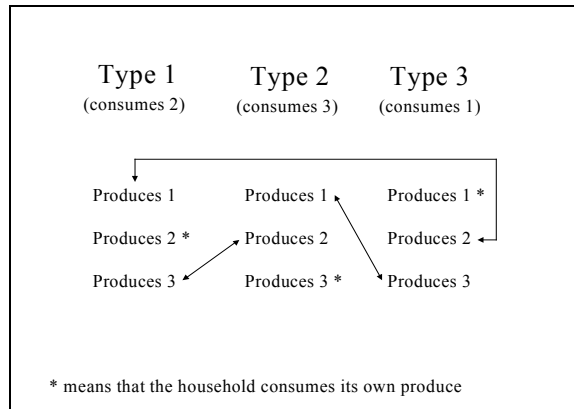 Type 1 Type 2 Type 3
(consumes 2) (consumes 3) (consumes 1)
Produces 1 Produces 1 Produces 1 *
Produces 2 * Produces 2 Produces 2
Produces 3 Produces 3 * Produces 3
* means that the household consumes its own produce